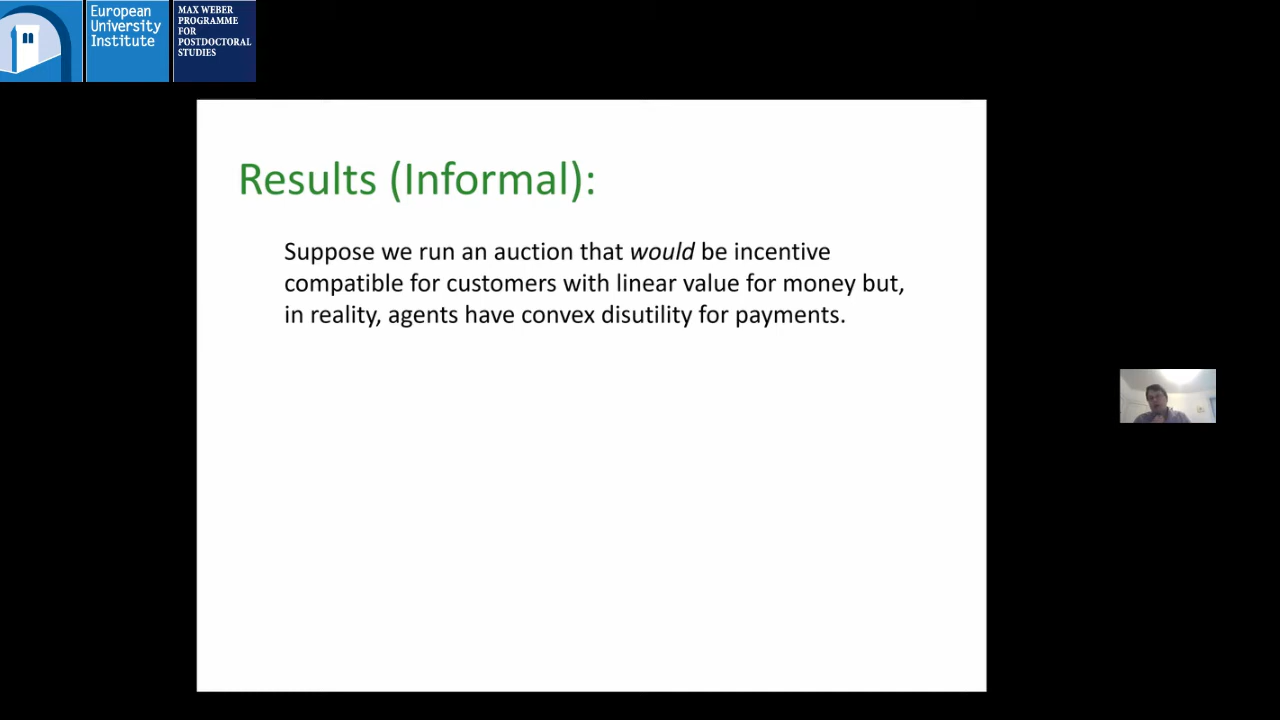 European
University
Institute
MAX WEBER
PROGRAMME
FOR
POSTDOCTORAL
STUDIES
Results (Informal):
Suppose we run an auction that would be incentive
compatible for customers with linear value for money but,
in reality, agents have convex disutility for payments.